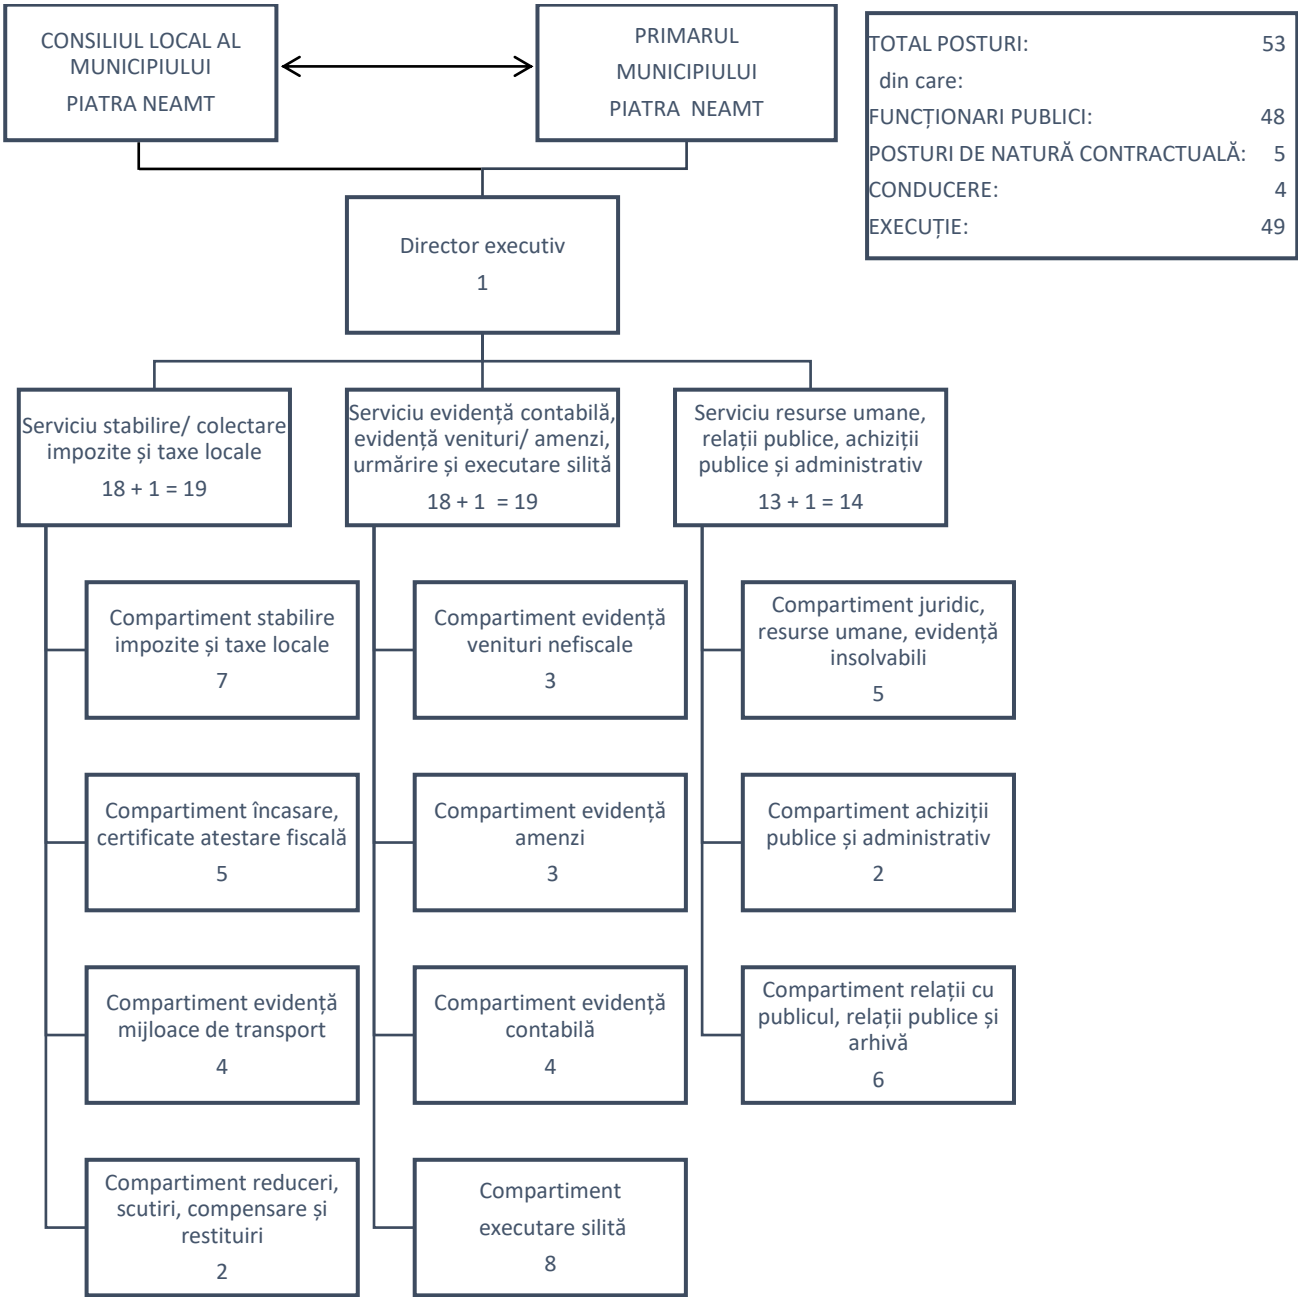 CONSILIUL LOCAL AL
MUNICIPIULUI
PIATRA NEAMT
PRIMARUL
MUNICIPIULUI
PIATRA NEAMT
TOTAL POSTURI: 53
din care:
FUNCȚIONARI PUBLICI: 48
POSTURI DE NATURĂ CONTRACTUALĂ: 5
CONDUCERE: 4
EXECUȚIE: 49
Director executiv
1
Serviciu stabilire/ colectare
impozite și taxe locale
18 + 1 = 19
Serviciu evidență contabilă,
evidență venituri/ amenzi,
urmărire și executare silită
18 + 1 = 19
Serviciu resurse umane,
relații publice, achiziții
publice și administrativ
13 + 1 = 14
Compartiment stabilire
impozite și taxe locale
7
Compartiment evidență
venituri nefiscale
3
Compartiment juridic,
resurse umane, evidență
insolvabili
5
Compartiment încasare,
certificate atestare fiscală
5
Compartiment evidență
amenzi
3
Compartiment achiziții
publice și administrativ
2
Compartiment evidență
mijloace de transport
4
Compartiment evidență
contabilă
4
Compartiment relații cu
publicul, relații publice și
arhivă
6
Compartiment reduceri,
scutiri, compensare și
restituiri
2
Compartiment
executare silită
8